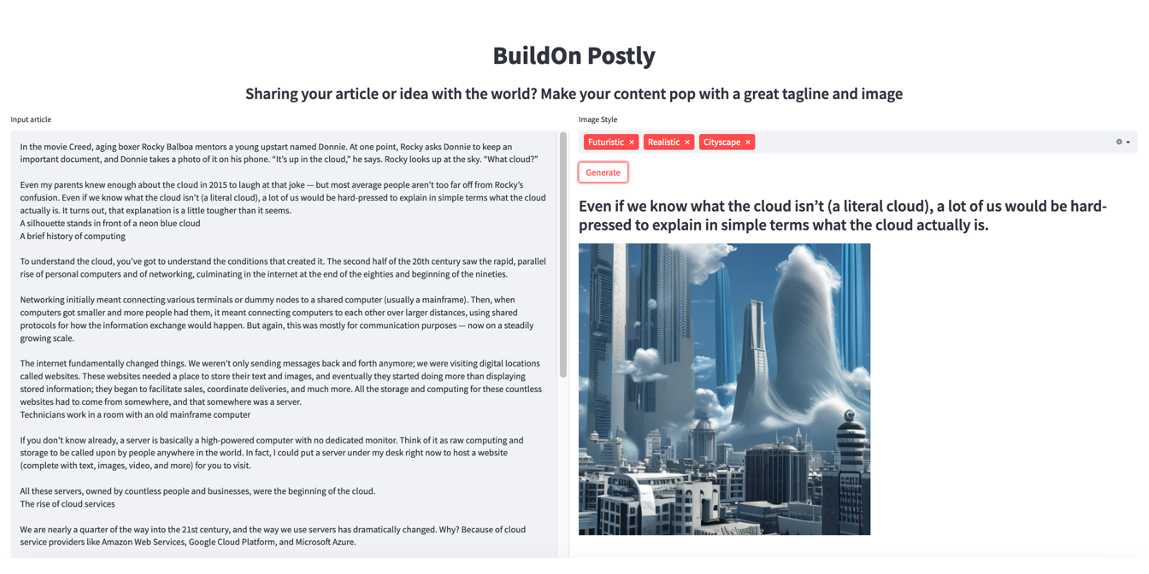 BuildOn Postly
Sharing your article or idea with the world? Make your content pop with a great tagline and image
Input article
In the movie Creed, aging boxer Rocky Balboa mentors a young upstart named Donnie. At one point, Rocky asks Donnie to keep an
important document, and Donnie takes a photo of it on his phone. “It’s up in the cloud,” he says. Rocky looks up at the sky. “What cloud?”
Even my parents knew enough about the cloud in 2015 to laugh at that joke — but most average people aren’t too far off from Rocky’s
confusion. Even if we know what the cloud isn’t (a literal cloud), a lot of us would be hard-pressed to explain in simple terms what the cloud
actually is. It turns out, that explanation is a little tougher than it seems.
A silhouette stands in front of a neon blue cloud
A brief history of computing
To understand the cloud, you’ve got to understand the conditions that created it. The second half of the 20th century saw the rapid, parallel
rise of personal computers and of networking, culminating in the internet at the end of the eighties and beginning of the nineties.
Networking initially meant connecting various terminals or dummy nodes to a shared computer (usually a mainframe). Then, when
computers got smaller and more people had them, it meant connecting computers to each other over larger distances, using shared
protocols for how the information exchange would happen. But again, this was mostly for communication purposes — now on a steadily
growing scale.
The internet fundamentally changed things. We weren’t only sending messages back and forth anymore; we were visiting digital locations
called websites. These websites needed a place to store their text and images, and eventually they started doing more than displaying
stored information; they began to facilitate sales, coordinate deliveries, and much more. All the storage and computing for these countless
websites had to come from somewhere, and that somewhere was a server.
Technicians work in a room with an old mainframe computer
If you don’t know already, a server is basically a high-powered computer with no dedicated monitor. Think of it as raw computing and
storage to be called upon by people anywhere in the world. In fact, I could put a server under my desk right now to host a website
(complete with text, images, video, and more) for you to visit.
All these servers, owned by countless people and businesses, were the beginning of the cloud.
The rise of cloud services
We are nearly a quarter of the way into the 21st century, and the way we use servers has dramatically changed. Why? Because of cloud
service providers like Amazon Web Services, Google Cloud Platform, and Microsoft Azure.
Image Style
Futuristic × Realistic × Cityscape ×
Generate
Even if we know what the cloud isn’t (a literal cloud), a lot of us would be hard-
pressed to explain in simple terms what the cloud actually is.